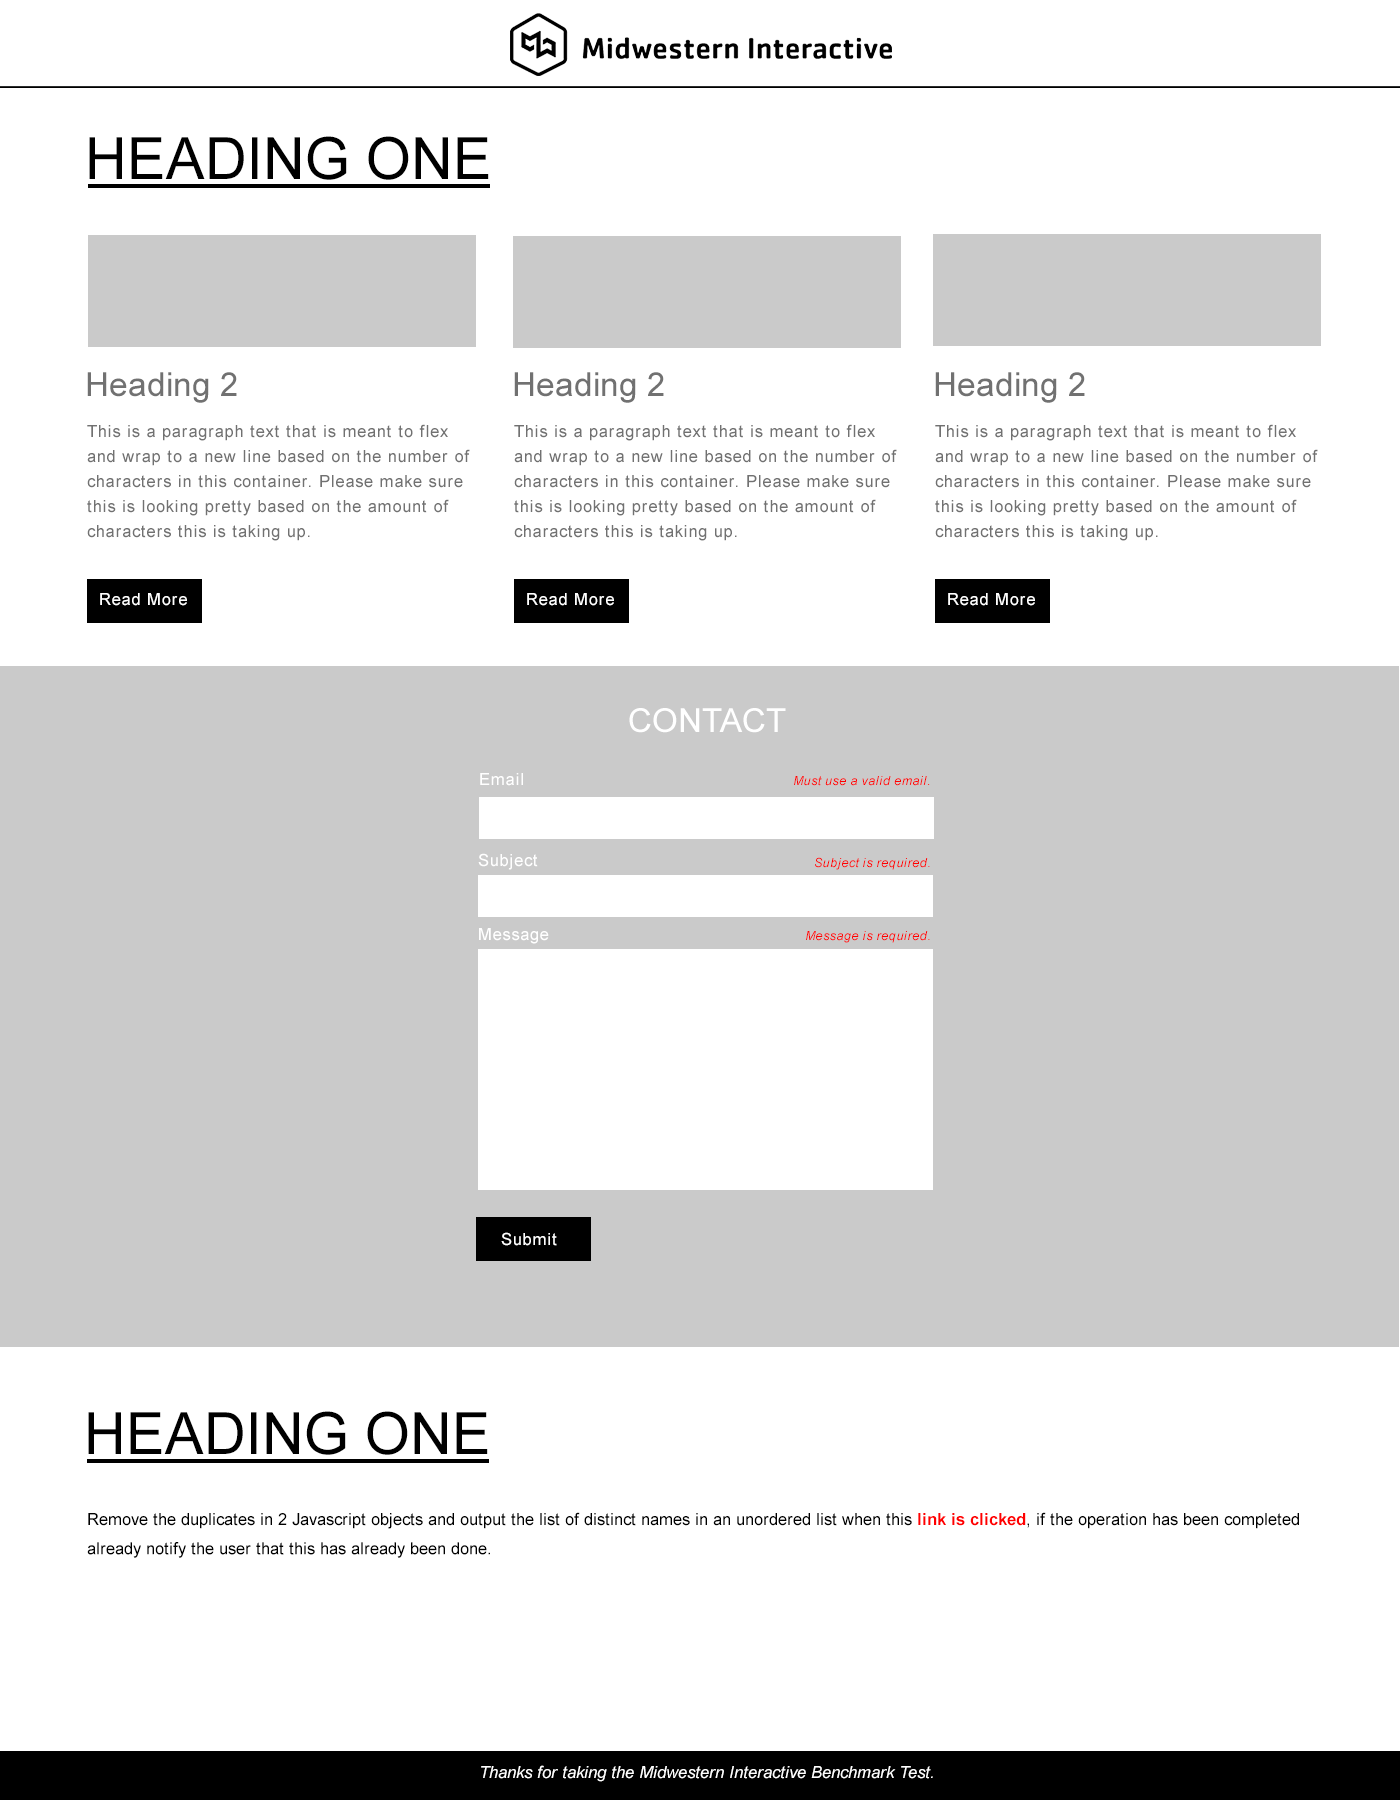 Midwestern Interactive
HEADING ONE
Heading 2
This is a paragraph text that is meant to flex
and wrap to a new line based on the number of
characters in this container. Please make sure
this is looking pretty based on the amount of
characters this is taking up.
Read More
Heading 2
This is a paragraph text that is meant to flex
and wrap to a new line based on the number of
characters in this container. Please make sure
this is looking pretty based on the amount of
characters this is taking up.
Read More
Heading 2
This is a paragraph text that is meant to flex
and wrap to a new line based on the number of
characters in this container. Please make sure
this is looking pretty based on the amount of
characters this is taking up.
Read More
CONTACT
Email
Must use a valid email.
Subject
Subject is required.
Message
Message is required.
Submit
HEADING ONE
Remove the duplicates in 2 Javascript objects and output the list of distinct names in an unordered list when this link is clicked, if the operation has been completed
already notify the user that this has already been done.
Thanks for taking the Midwestern Interactive Benchmark Test.